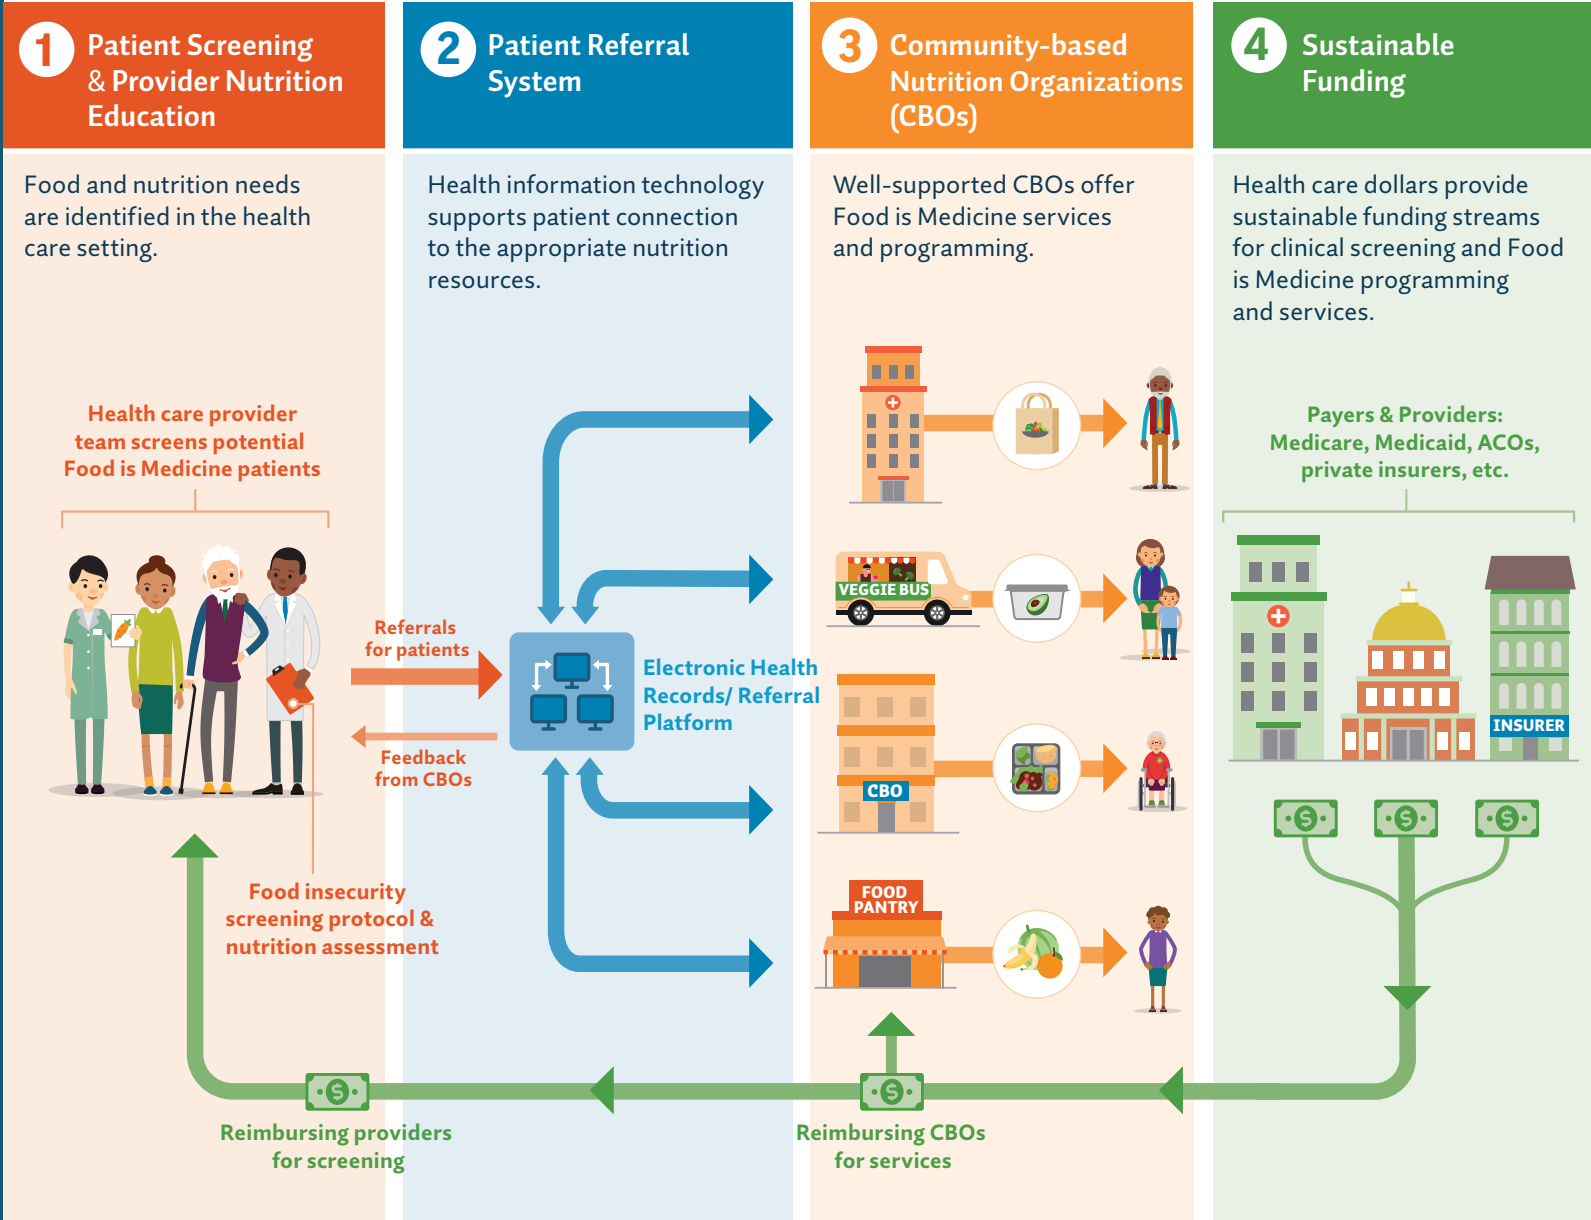 1
Patient Screening
& Provider Nutrition
Education
Food and nutrition needs
are identified in the health
care setting.
Health care provider
team screens potential
Food is Medicine patients
Food insecurity
screening protocol &
nutrition assessment
Referrals
for patients
Feedback
from CBOs
2
Patient Referral
System
Health information technology
supports patient connection
to the appropriate nutrition
resources.
Electronic Health
Records/ Referral
Platform
3
Community-based
Nutrition Organizations
(CBOs)
Well-supported CBOs offer
Food is Medicine services
and programming.
VEGGIE BUS
CBO
FOOD
PANTRY
4
Sustainable
Funding
Health care dollars provide
sustainable funding streams
for clinical screening and Food
is Medicine programming
and services.
Payers & Providers:
Medicare, Medicaid, ACOs,
private insurers, etc.
INSURER
$
$
$
$
Reimbursing CBOs
for services
$
Reimbursing providers
for screening